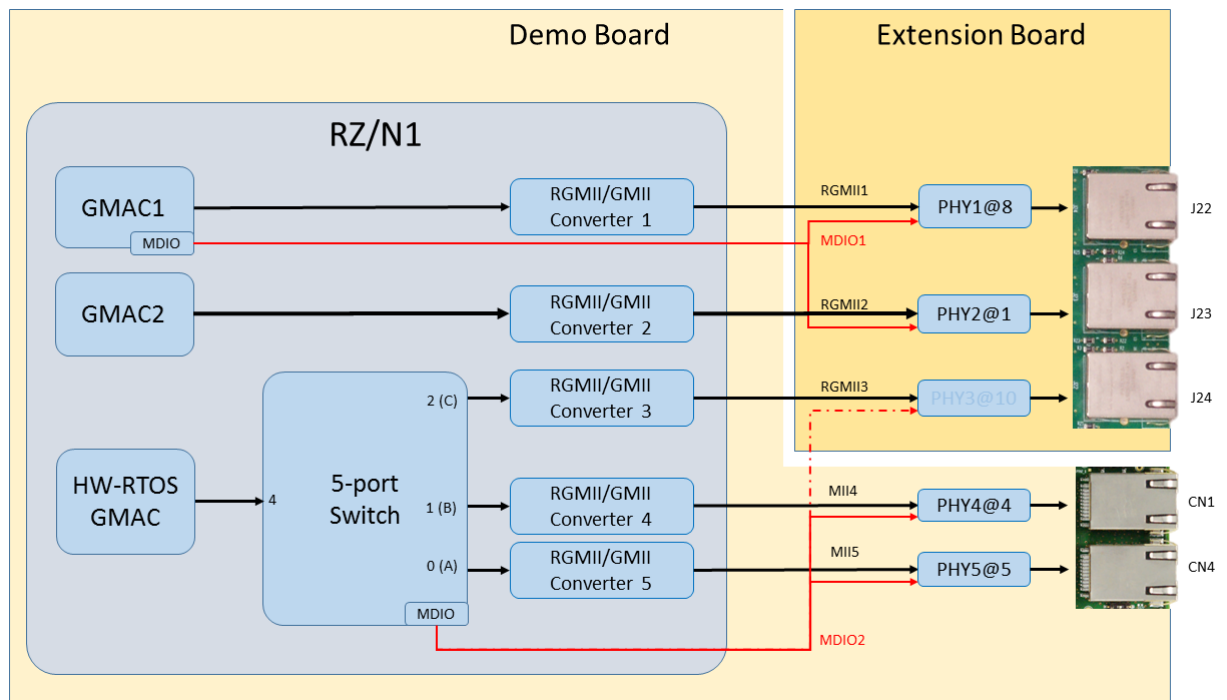 Demo Board
Extension Board
RZ/N1
GMAC1
MDIO
RGMII/GMII
Converter 1
RGMII1
PHY1@8
J22
MDIO1
GMAC2
RGMII/GMII
Converter 2
RGMII2
PHY2@1
J23
2 (C)
RGMII/GMII
Converter 3
RGMII3
PHY3@10
J24
HW-RTOS
GMAC
4
5-port
Switch
1 (B)
RGMII/GMII
Converter 4
MII4
PHY4@4
CN1
0 (A)
RGMII/GMII
Converter 5
MII5
PHY5@5
CN4
MDIO
MDIO2